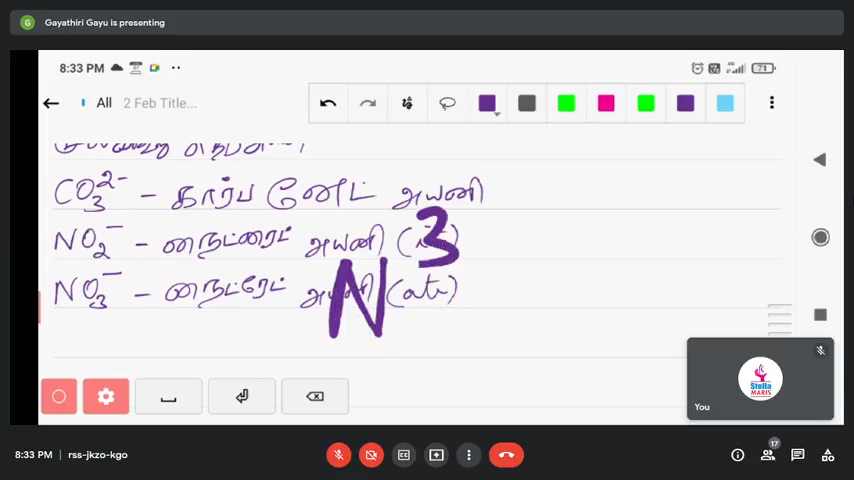 Gayathiri Gayu is presenting
8:33 PM
71
All 2 Feb Title...
CO₃²⁻ - கார்பனேட் அயனி
NO₂⁻ - நைட்ரைட் அயனி
3
NO₃⁻ - நைட்ரேட் (ate)
N
Stella
MARIS
You
8:33 PM rss-jkzo-kgo
17